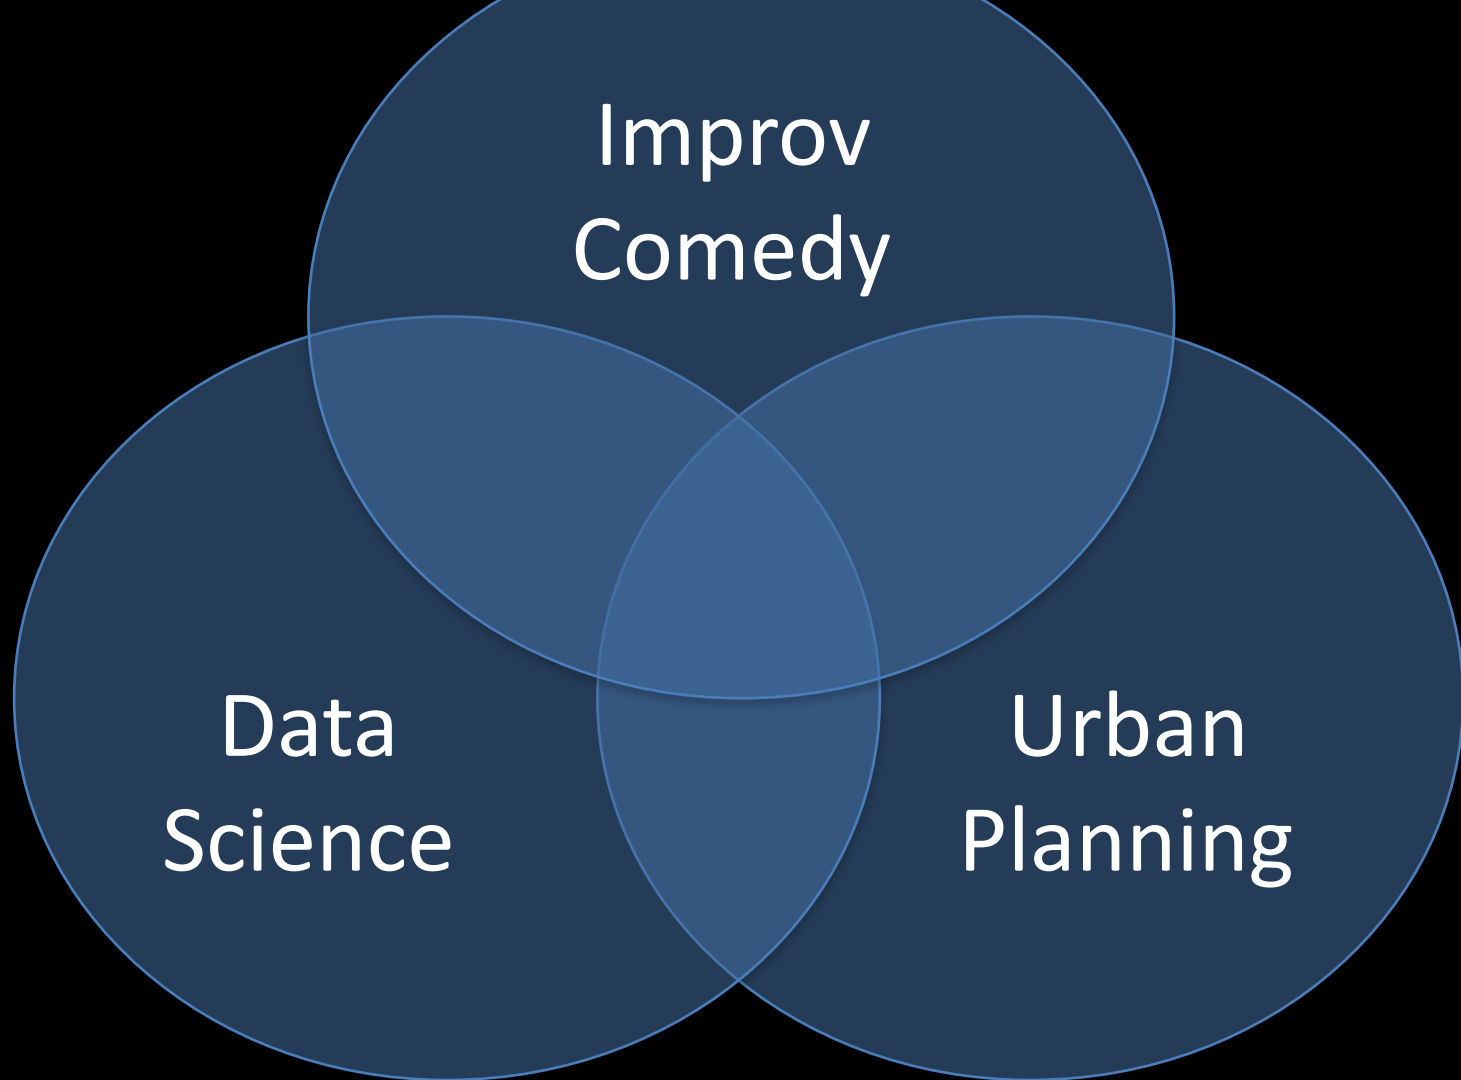 Improv
Comedy
Data
Science
Urban
Planning